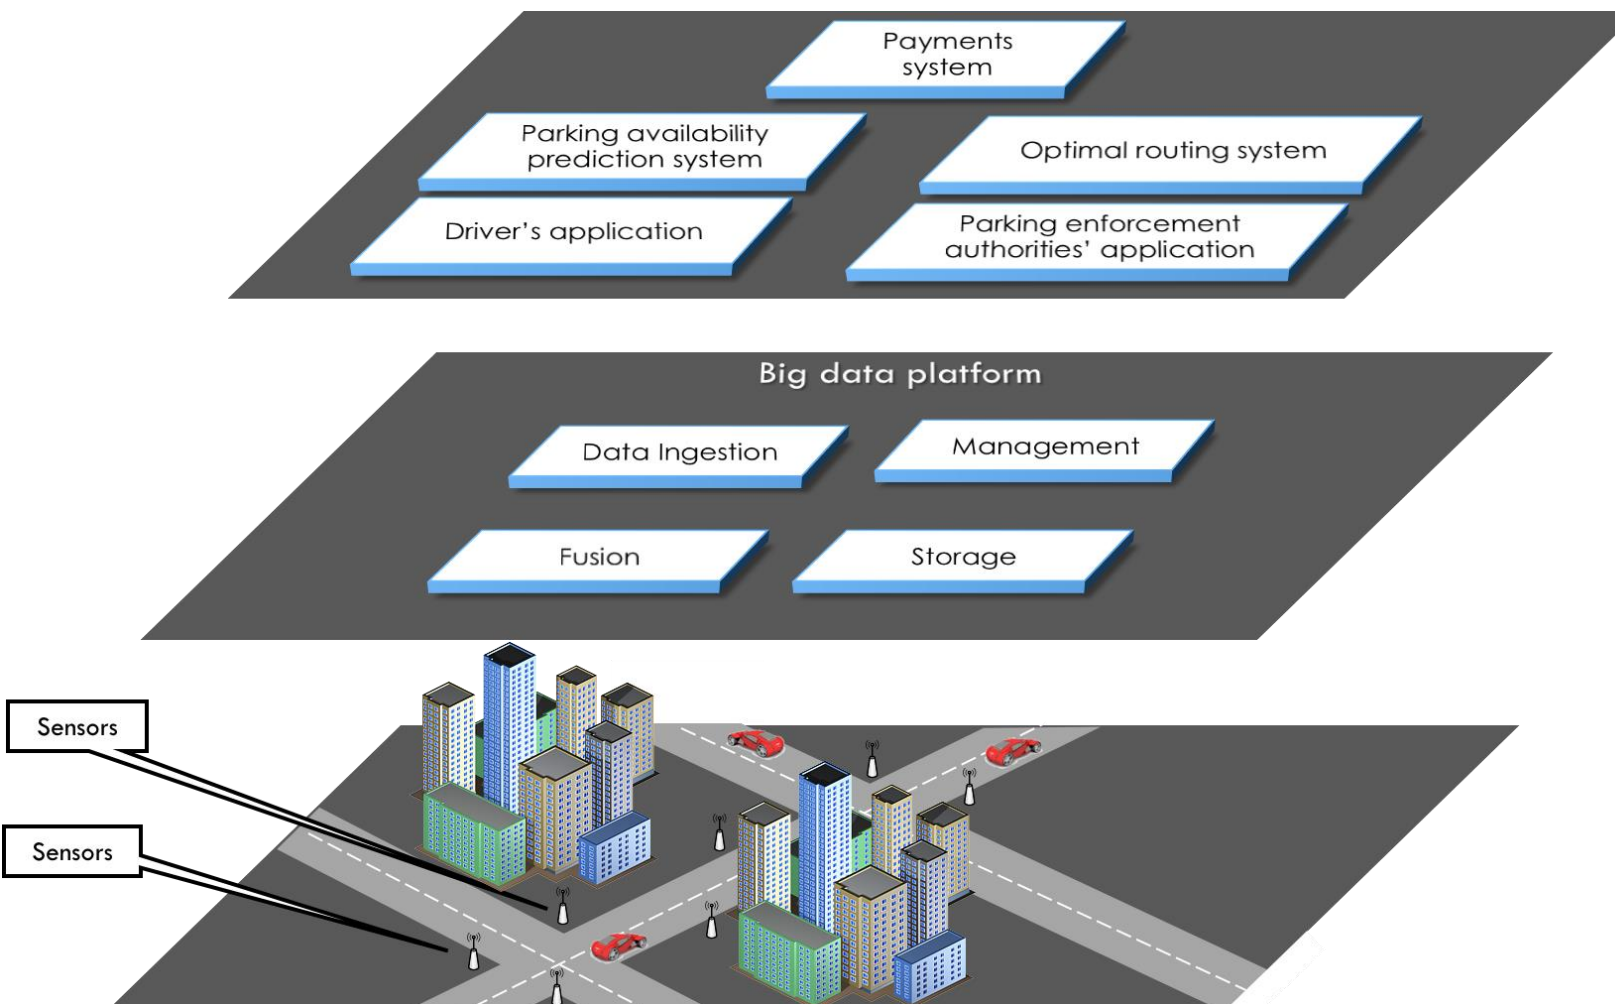 Payments
system
Parking availability
prediction system
Optimal routing system
Driver's application
Parking enforcement
authorities' application
Big data platform
Data Ingestion
Management
Fusion
Storage
Sensors
Sensors